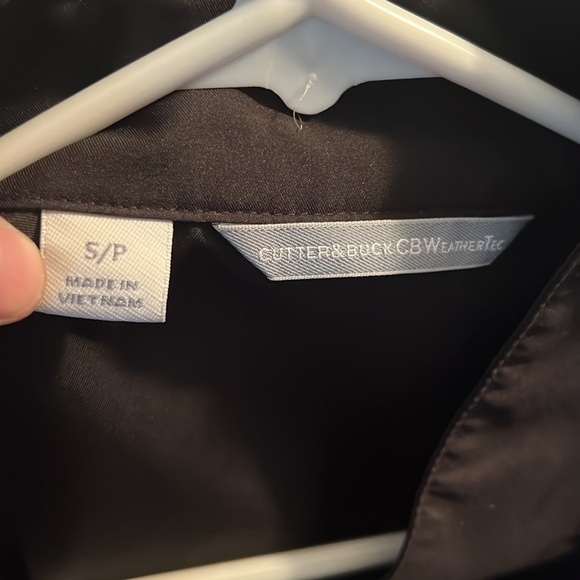 S/P
MADE IN
VIETNAM
CUTTER&BUCK CBWEATHERTEC